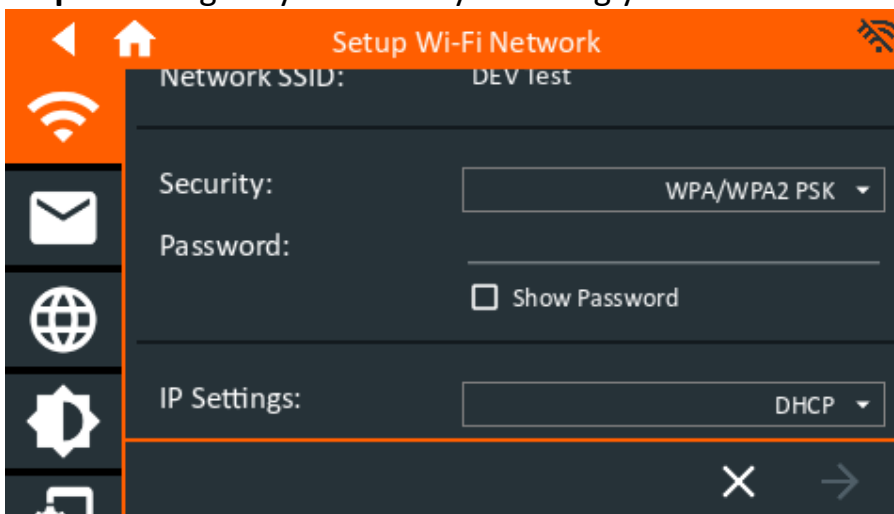 Setup Wi-Fi Network
Network SSID: DEV Test
Security: WPA/WPA2 PSK
Password:
Show Password
IP Settings: DHCP